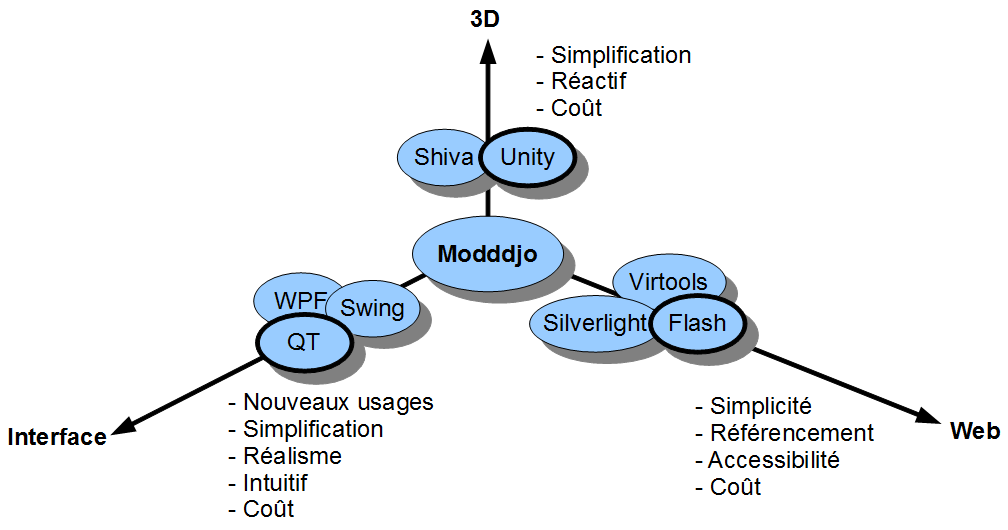 3D
- Simplification
- Réactif
- Coût
Shiva
Unity
Modddjo
WPF
Swing
QT
Virtools
Silverlight
Flash
Interface
- Nouveaux usages
- Simplification
- Réalisme
- Intuitif
- Coût
- Simplicité
- Référencement
- Accessibilité
- Coût
Web